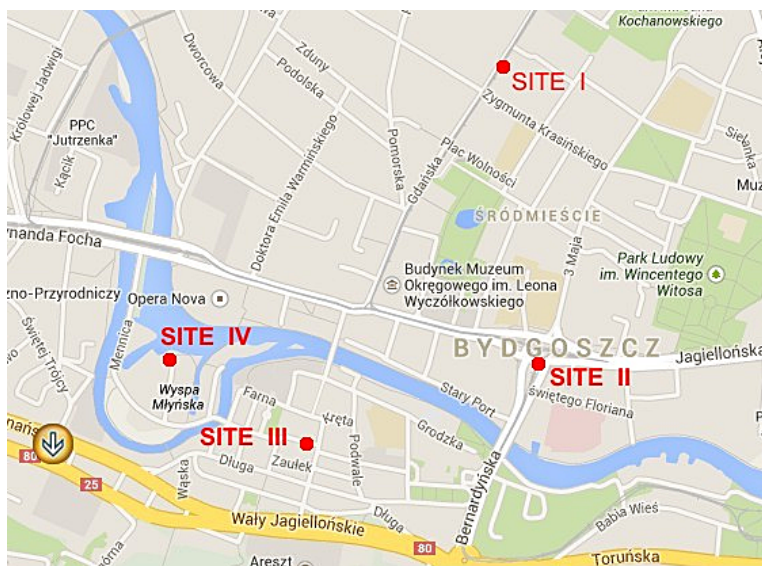 Kochanowskiego
SITE I
Królowej Jadwigi
Dworcowa
Zduny
Podolska
PPC
"Jutrzenka"
Kącik
Pomorska
Gdańska
Zygmunta Krasińskiego
Sielanka
Plac Wolności
Doktora Emila Warmińskiego
ŚRÓDMIEŚCIE
3 Maja
Park Ludowy
im. Wincentego
Witosa
Budynek Muzeum
Okręgowego im. Leona
Wyczółkowskiego
Focha
zno-Przyrodniczy
Opera Nova
Mennica
Świętej Trójcy
SITE IV
Wyspa
Młyńska
BYDGOSZCZ
Jagiellońska
SITE II
świętego Floriana
Stary Port
Farna
Kręta
Grodzka
SITE III
Podwale
Długa
Zaułek
Wąska
80
25
Bernardyńska
Wały Jagiellońskie
Długa
Babia Wieś
80
Toruńska
Areszt